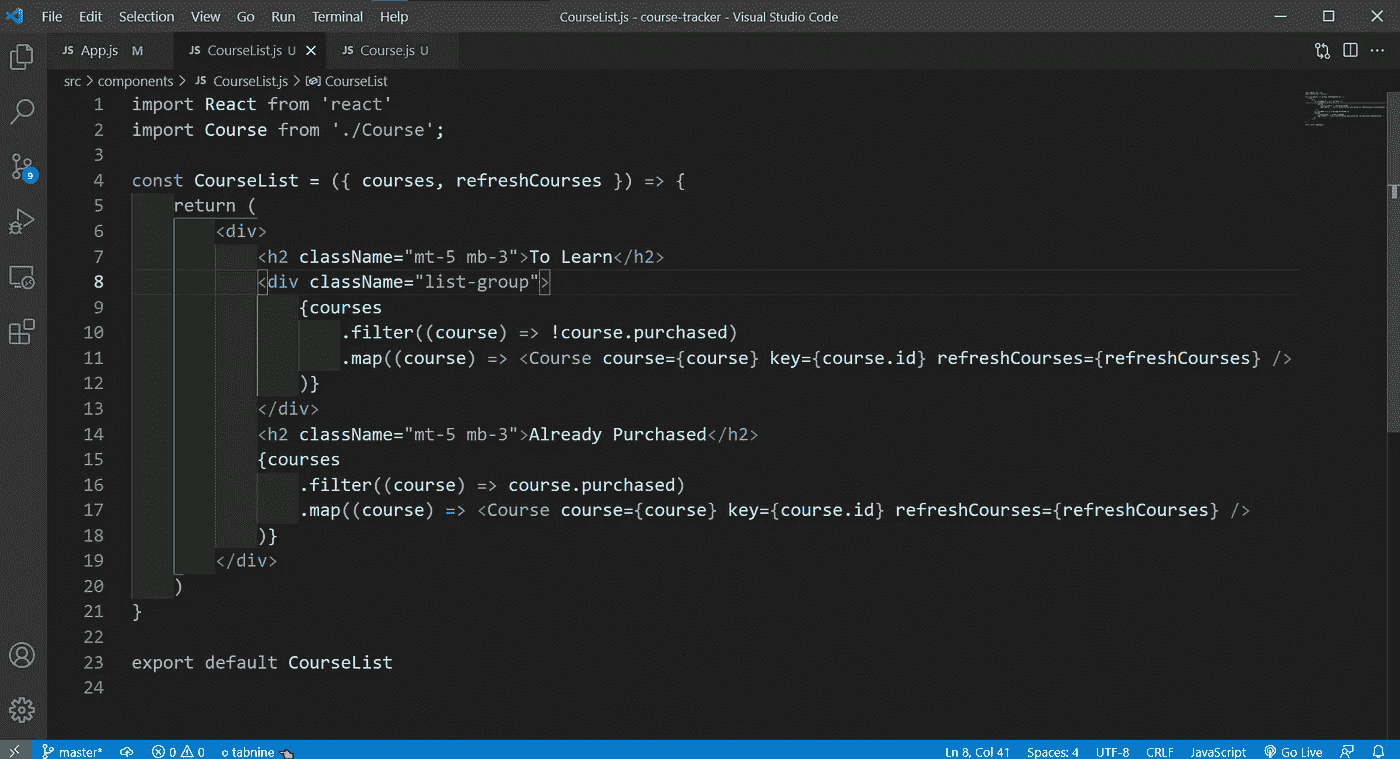 File Edit Selection View Go Run Terminal Help CourseList.js - course-tracker - Visual Studio Code
JS App.js M JS CourseList.js U JS Course.js U
src > components > JS CourseList.js > CourseList
1 import React from 'react'
2 import Course from './Course';
3
4 const CourseList = ({ courses, refreshCourses }) => {
5 return (
6 <div>
7 <h2 className="mt-5 mb-3">To Learn</h2>
8 <div className="list-group">
9 {courses
10 .filter((course) => !course.purchased)
11 .map((course) => <Course course={course} key={course.id} refreshCourses={refreshCourses} />
12 )}
13 </div>
14 <h2 className="mt-5 mb-3">Already Purchased</h2>
15 {courses
16 .filter((course) => course.purchased)
17 .map((course) => <Course course={course} key={course.id} refreshCourses={refreshCourses} />
18 )}
19 </div>
20 )
21 }
22
23 export default CourseList
24
9
master* 0 0 tabnine Ln 8, Col 41 Spaces: 4 UTF-8 CRLF JavaScript Go Live